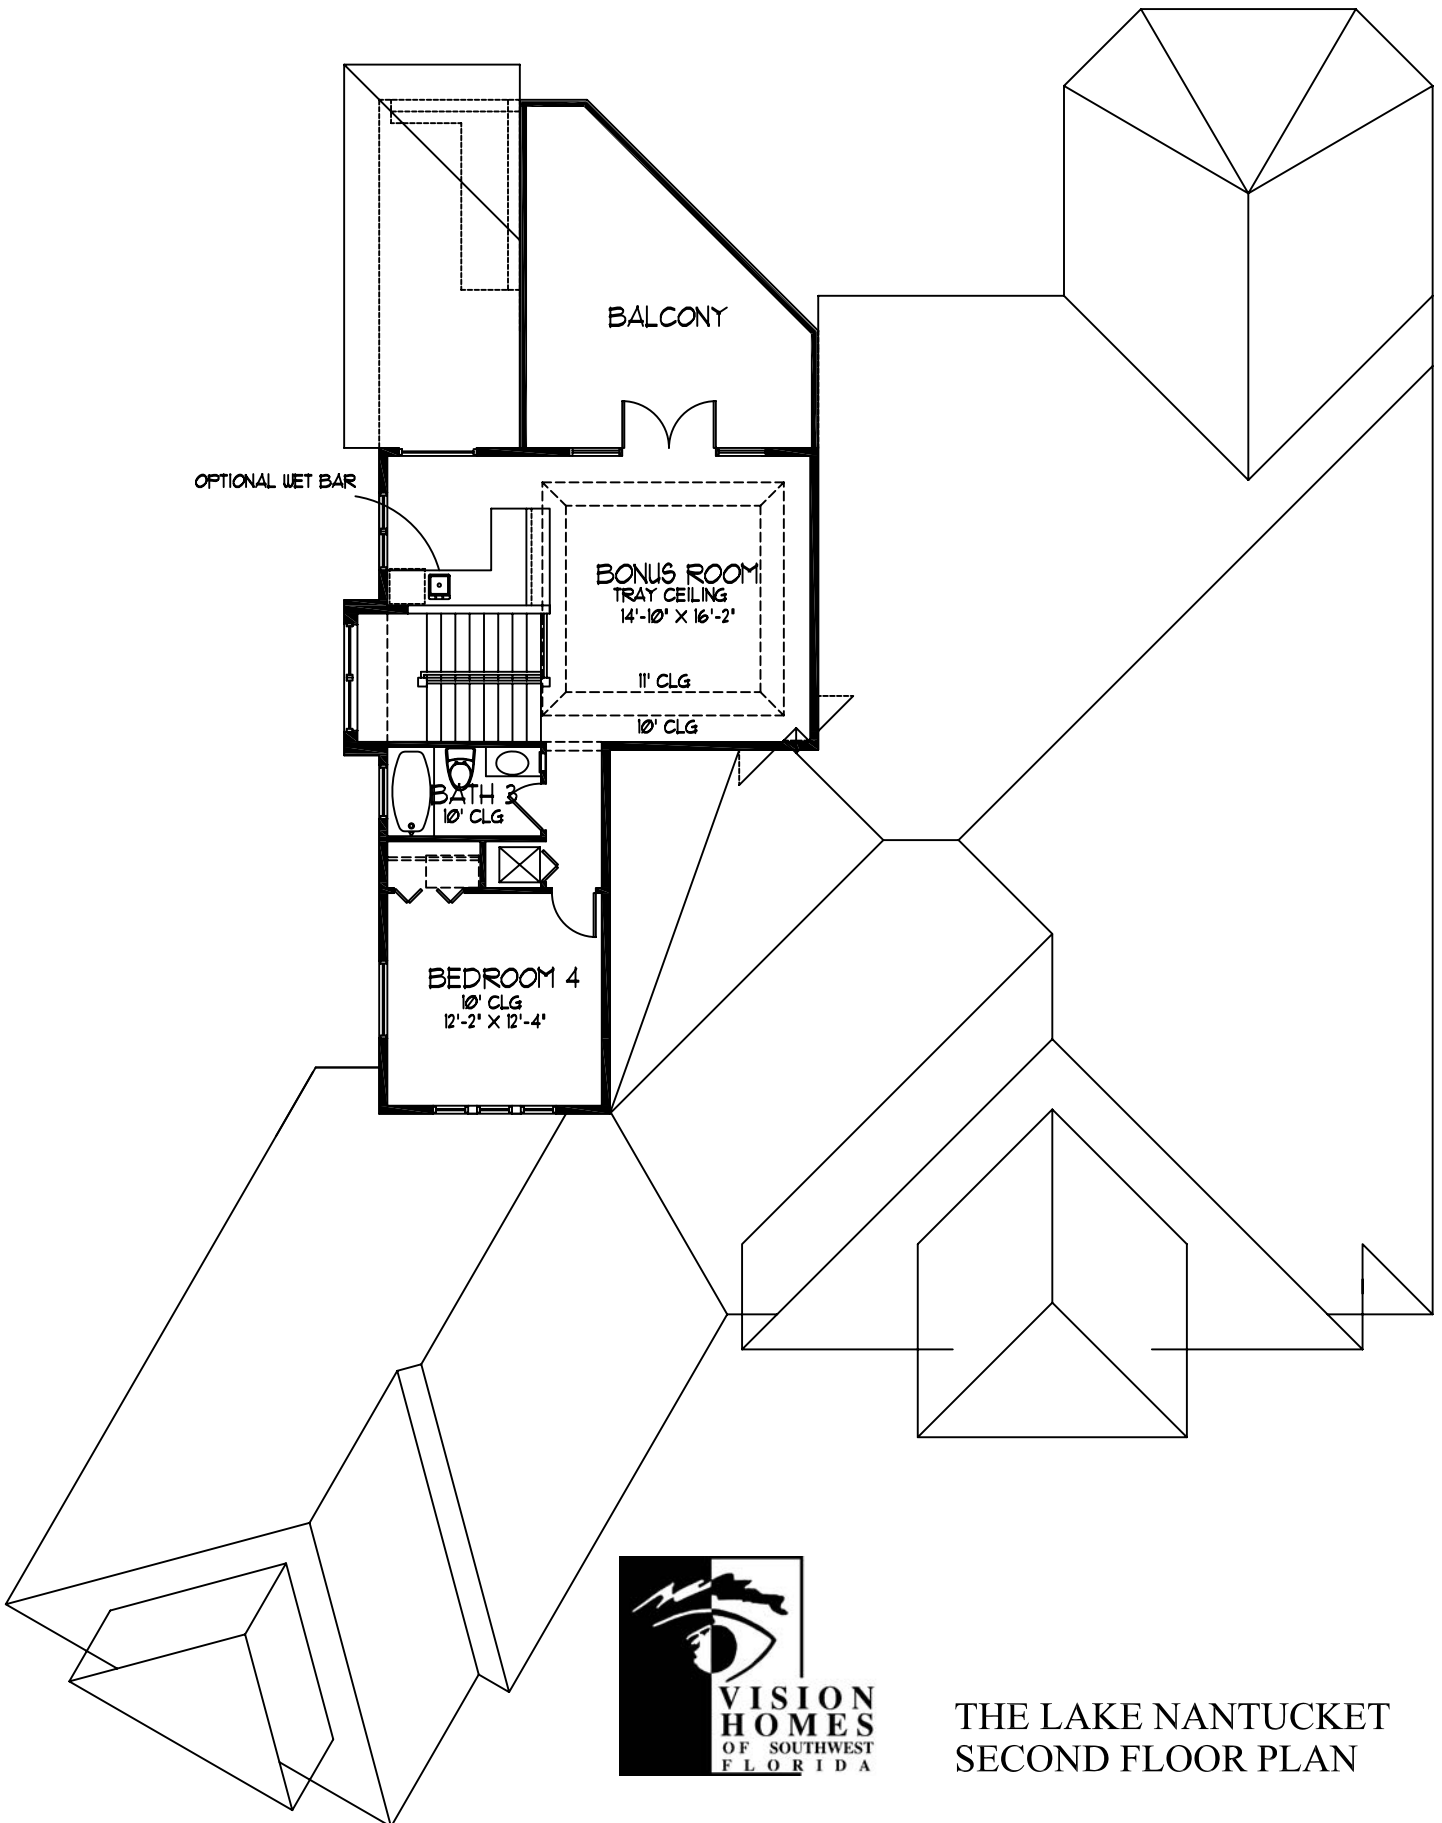 BALCONY
OPTIONAL WET BAR
BONUS ROOM
TRAY CEILING
14'-10" X 16'-2"
11' CLG
10' CLG
BATH 3
10' CLG
BEDROOM 4
10' CLG
12'-2" X 12'-4"
VISION
HOMES
OF SOUTHWEST
FLORIDA
THE LAKE NANTUCKET
SECOND FLOOR PLAN